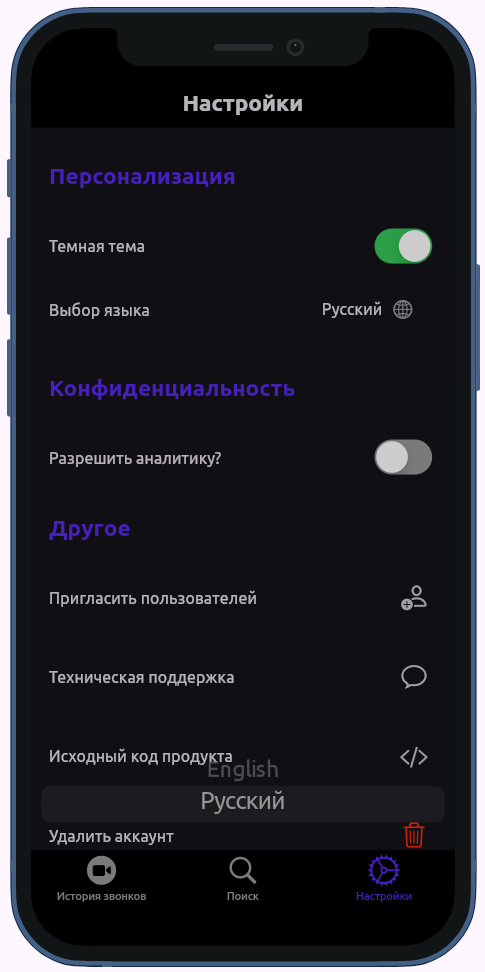 Настройки
Персонализация
Темная тема
Выбор языка
Русский
Конфиденциальность
Разрешить аналитику?
Другое
Пригласить пользователей
Техническая поддержка
Исходный код продукта
English
Русский
Удалить аккаунт
История звонков
Поиск
Настройки